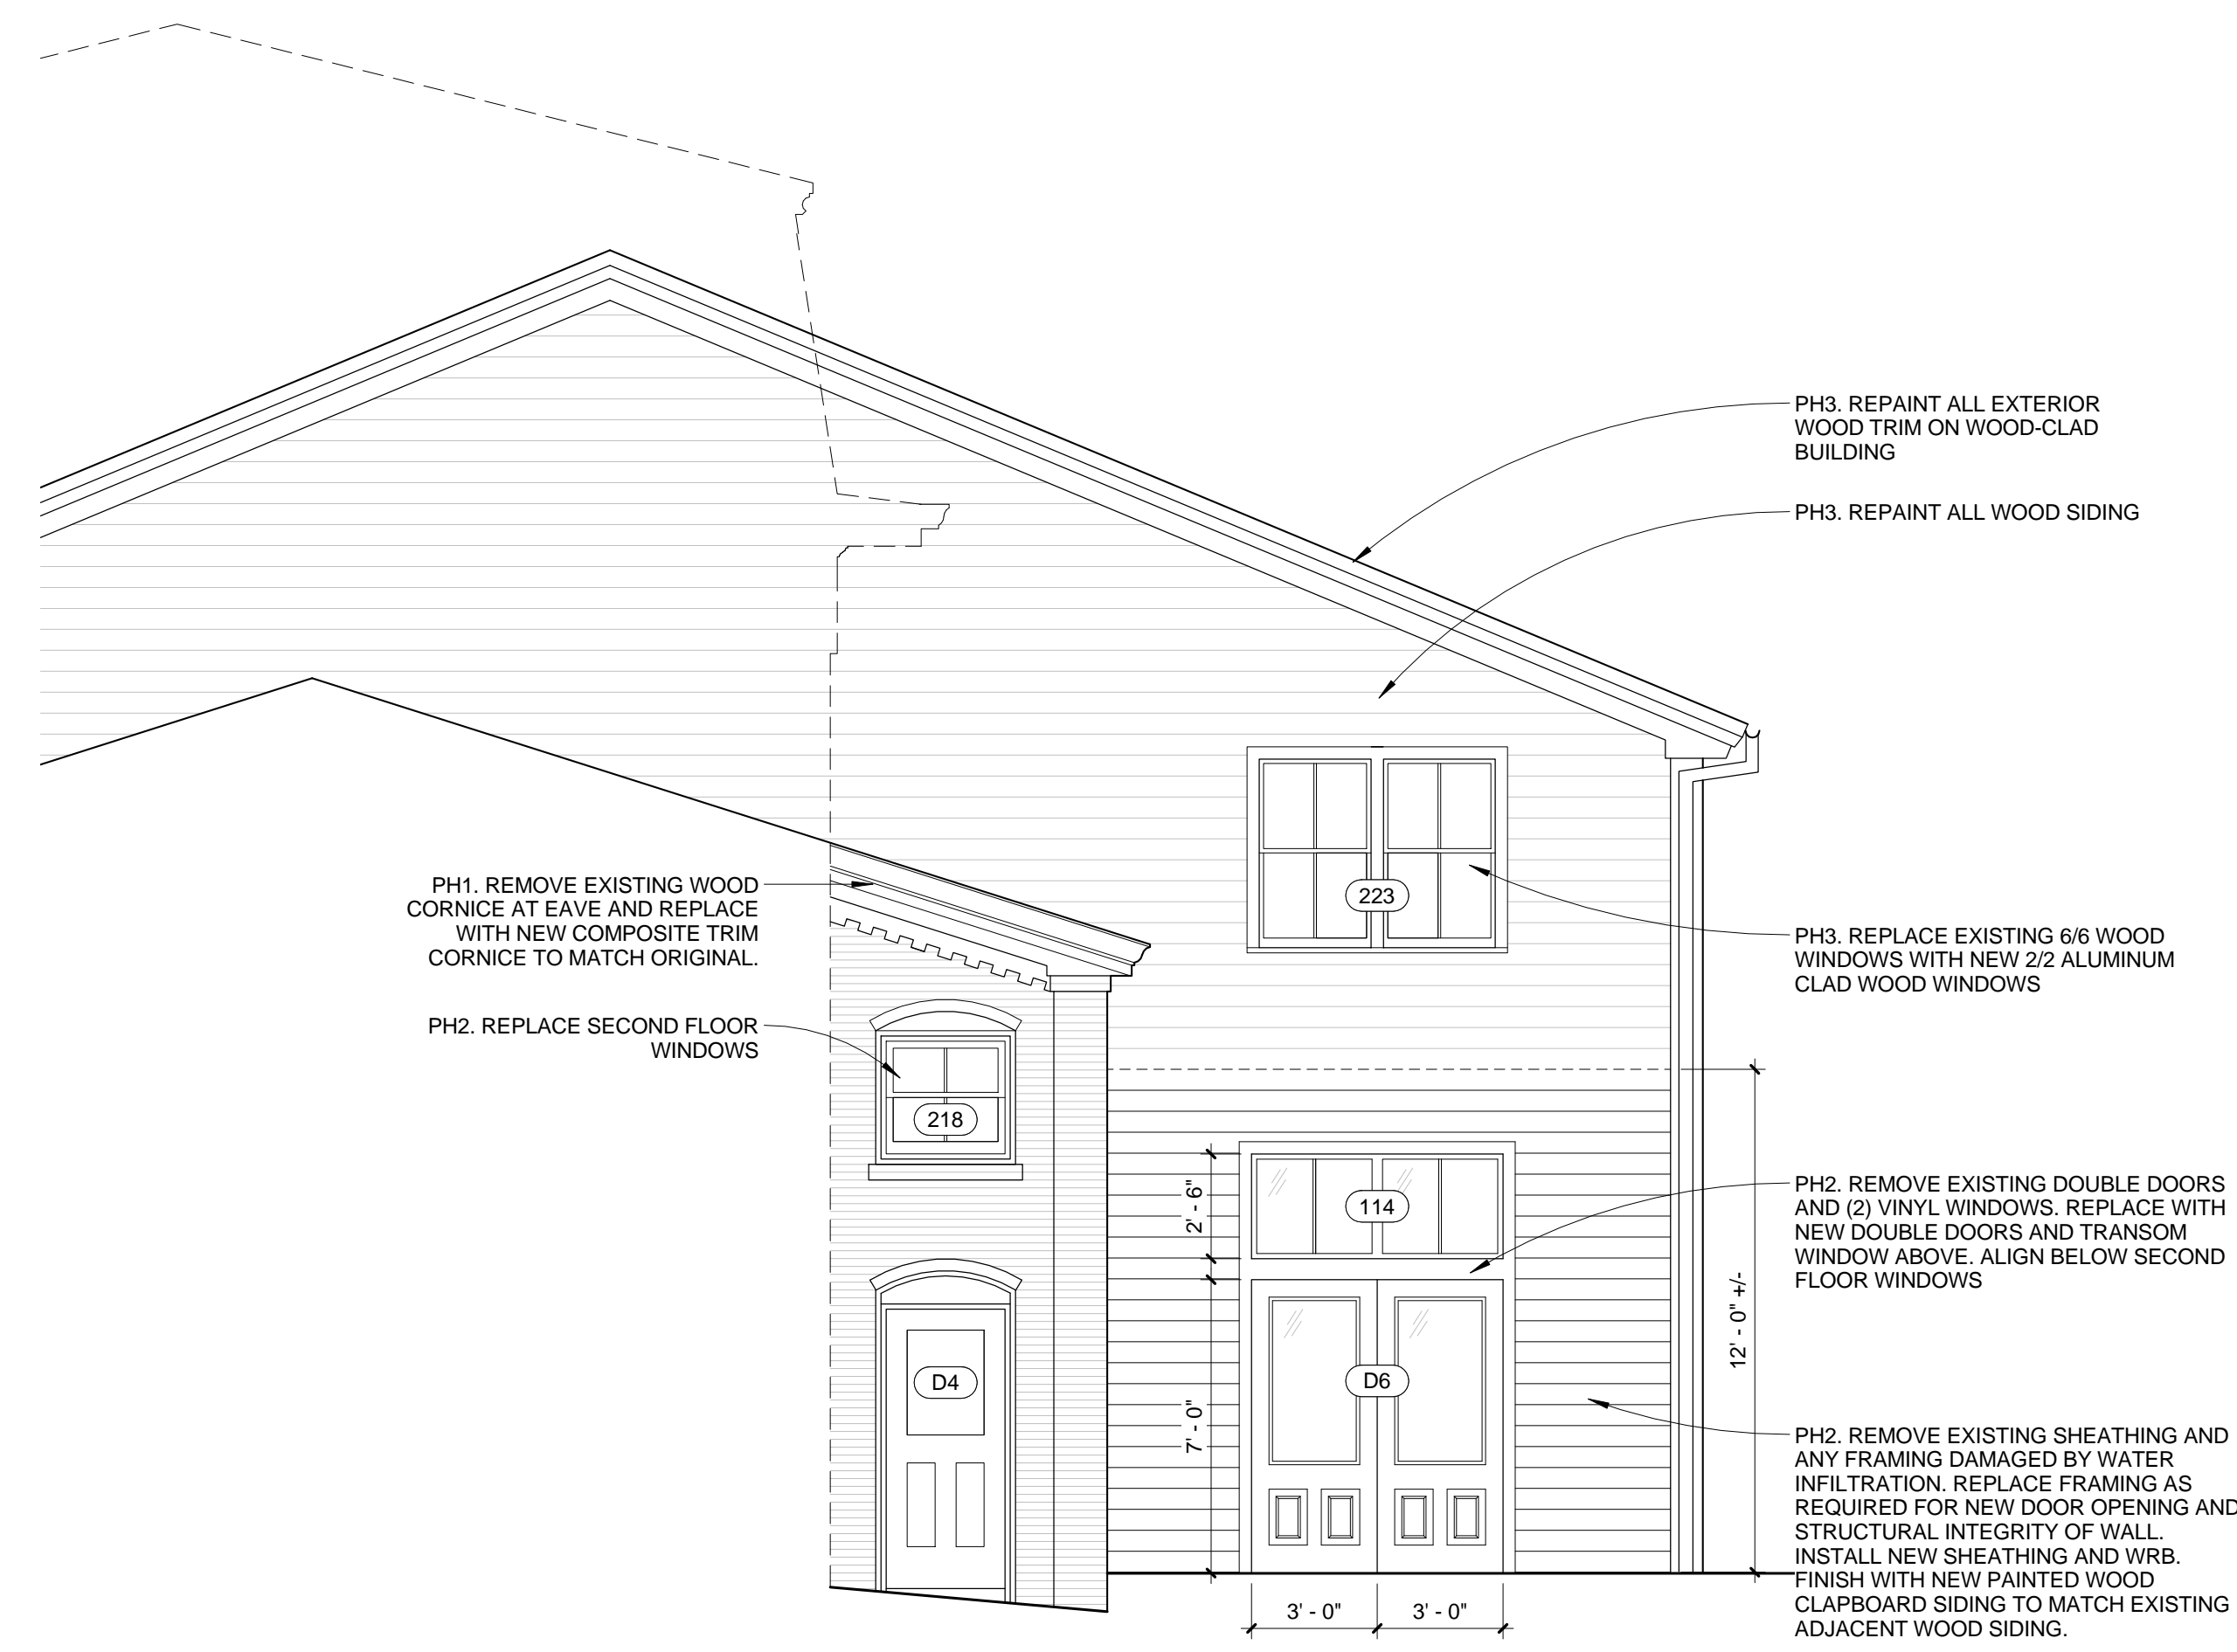 PH3. REPAINT ALL EXTERIOR
WOOD TRIM ON WOOD-CLAD
BUILDING
PH3. REPAINT ALL WOOD SIDING
PH1. REMOVE EXISTING WOOD
CORNICE AT EAVE AND REPLACE
WITH NEW COMPOSITE TRIM
CORNICE TO MATCH ORIGINAL.
223
PH3. REPLACE EXISTING 6/6 WOOD
WINDOWS WITH NEW 2/2 ALUMINUM
CLAD WOOD WINDOWS
PH2. REPLACE SECOND FLOOR
WINDOWS
218
2' - 6"
114
PH2. REMOVE EXISTING DOUBLE DOORS
AND (2) VINYL WINDOWS. REPLACE WITH
NEW DOUBLE DOORS AND TRANSOM
WINDOW ABOVE. ALIGN BELOW SECOND
FLOOR WINDOWS
12' - 0" +/-
D4
D6
7' - 0"
PH2. REMOVE EXISTING SHEATHING AND
ANY FRAMING DAMAGED BY WATER
INFILTRATION. REPLACE FRAMING AS
REQUIRED FOR NEW DOOR OPENING AND
STRUCTURAL INTEGRITY OF WALL.
INSTALL NEW SHEATHING AND WRB.
FINISH WITH NEW PAINTED WOOD
CLAPBOARD SIDING TO MATCH EXISTING
ADJACENT WOOD SIDING.
3' - 0"
3' - 0"